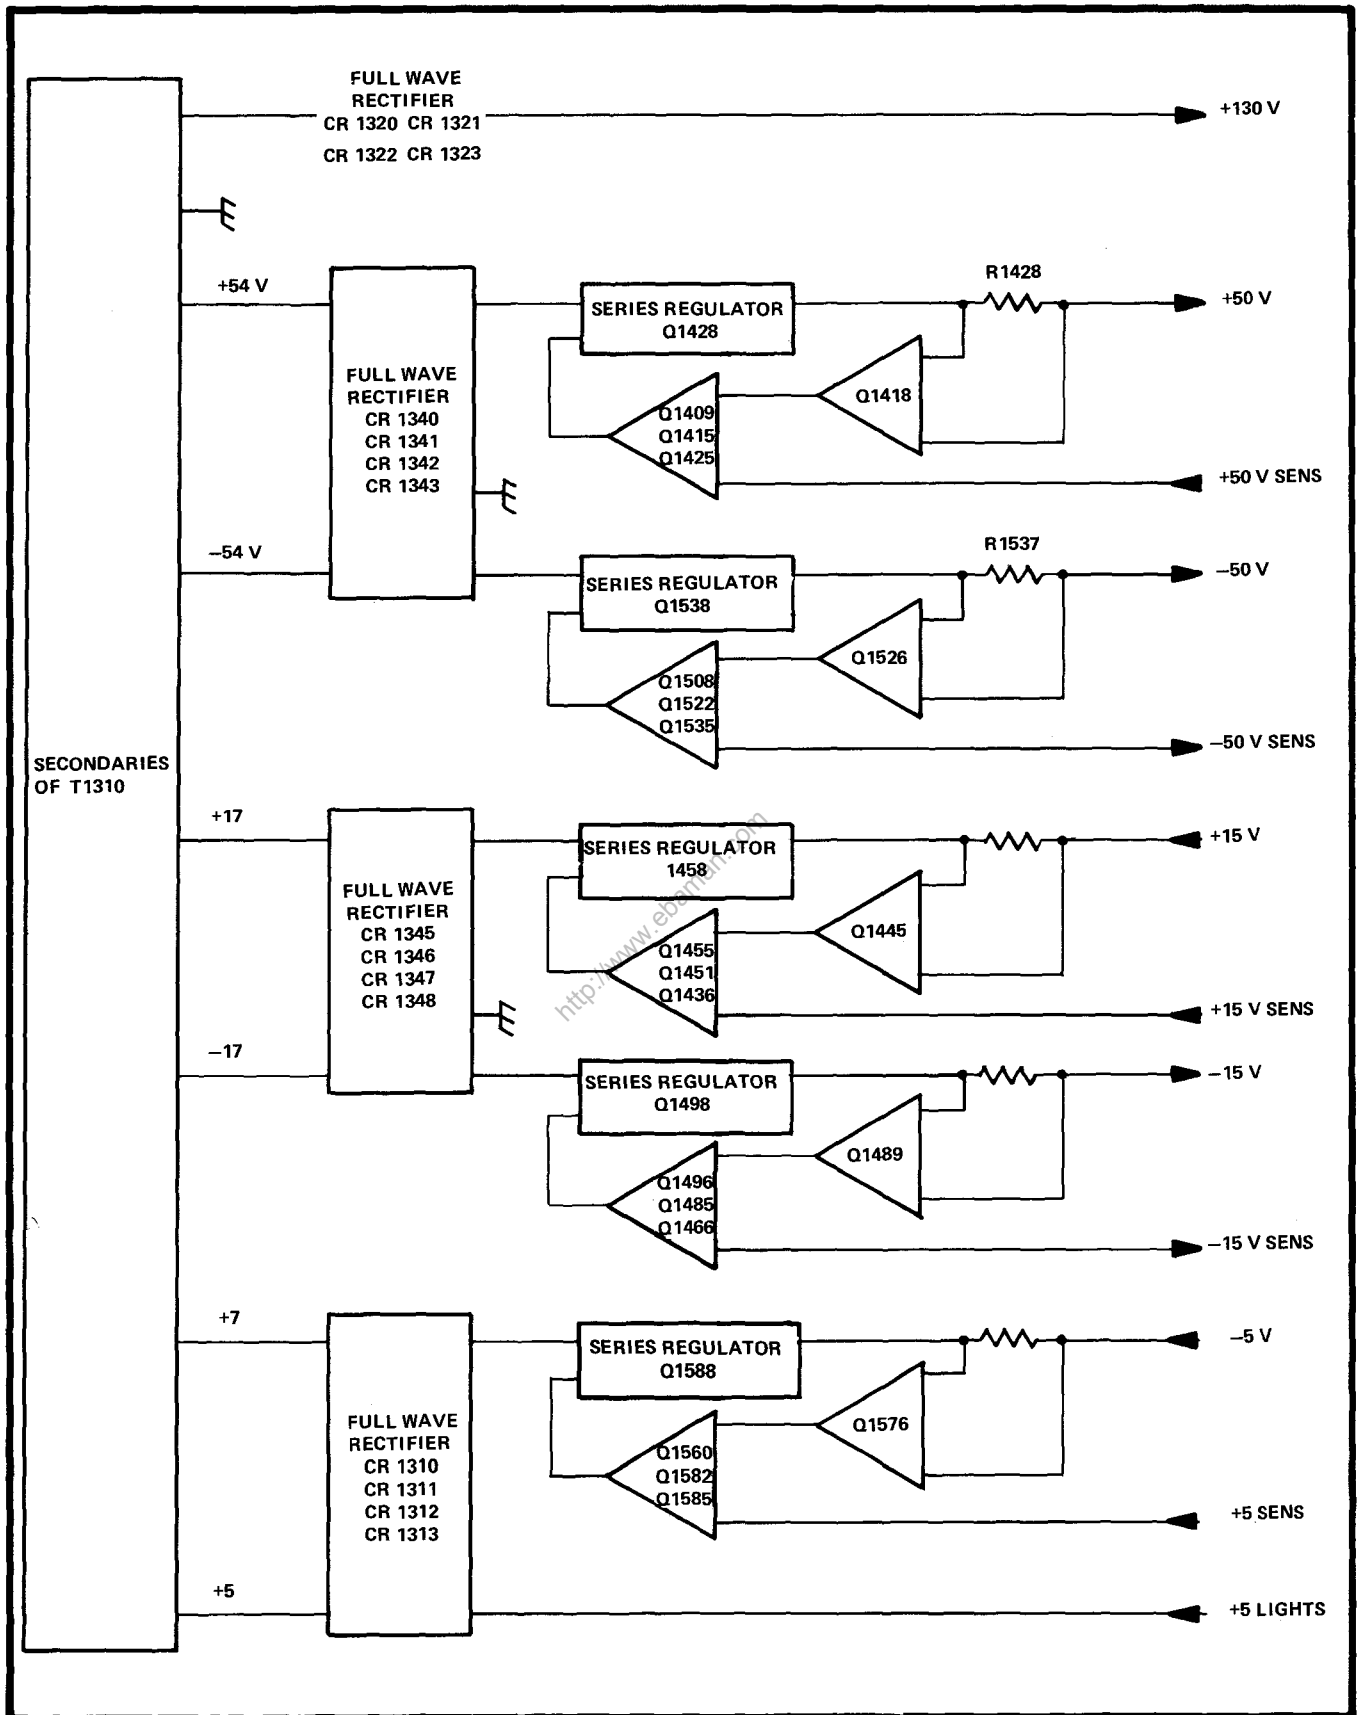 FULL WAVE
RECTIFIER
CR 1320 CR 1321
CR 1322 CR 1323
+130 V
+54 V
FULL WAVE
RECTIFIER
CR 1340
CR 1341
CR 1342
CR 1343
SERIES REGULATOR
Q1428
R1428
+50 V
Q1418
Q1409
Q1415
Q1425
+50 V SENS
−54 V
SERIES REGULATOR
Q1538
R1537
−50 V
Q1526
Q1508
Q1522
Q1535
−50 V SENS
SECONDARIES
OF T1310
+17
FULL WAVE
RECTIFIER
CR 1345
CR 1346
CR 1347
CR 1348
SERIES REGULATOR
1458
+15 V
Q1445
Q1455
Q1451
Q1436
+15 V SENS
http://www.ebaman.com
−17
SERIES REGULATOR
Q1498
−15 V
Q1489
Q1496
Q1485
Q1466
−15 V SENS
+7
FULL WAVE
RECTIFIER
CR 1310
CR 1311
CR 1312
CR 1313
SERIES REGULATOR
Q1588
−5 V
Q1576
Q1560
Q1582
Q1585
+5 SENS
+5
+5 LIGHTS